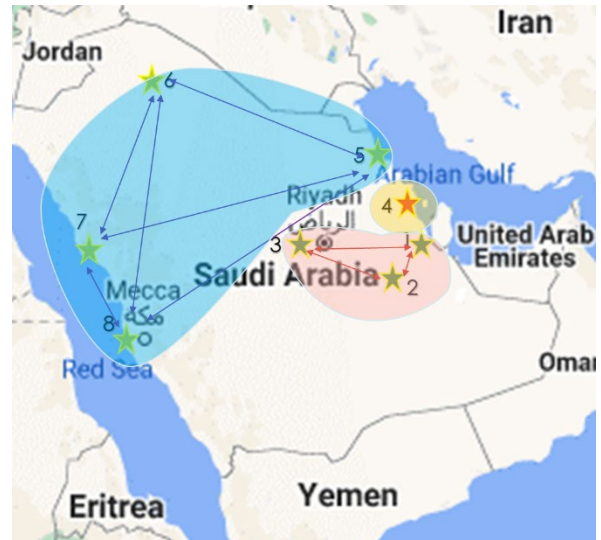 Iran
Jordan
6
5
Arabian Gulf
Riyadh
الرياض
4
7
3
United Arab
Emirates
Saudi Arabia
2
Mecca
مكة
8
Oman
Red Sea
Eritrea
Yemen